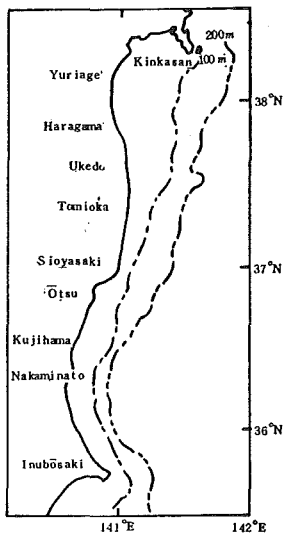 200m
Kinkasan 100m
Yuriage
38°N
Haragama
Ukedo
Tomioka
Sioyasaki
37°N
Ōtsu
Kujihama
Nakaminato
36°N
Inubōsaki
141°E 142°E